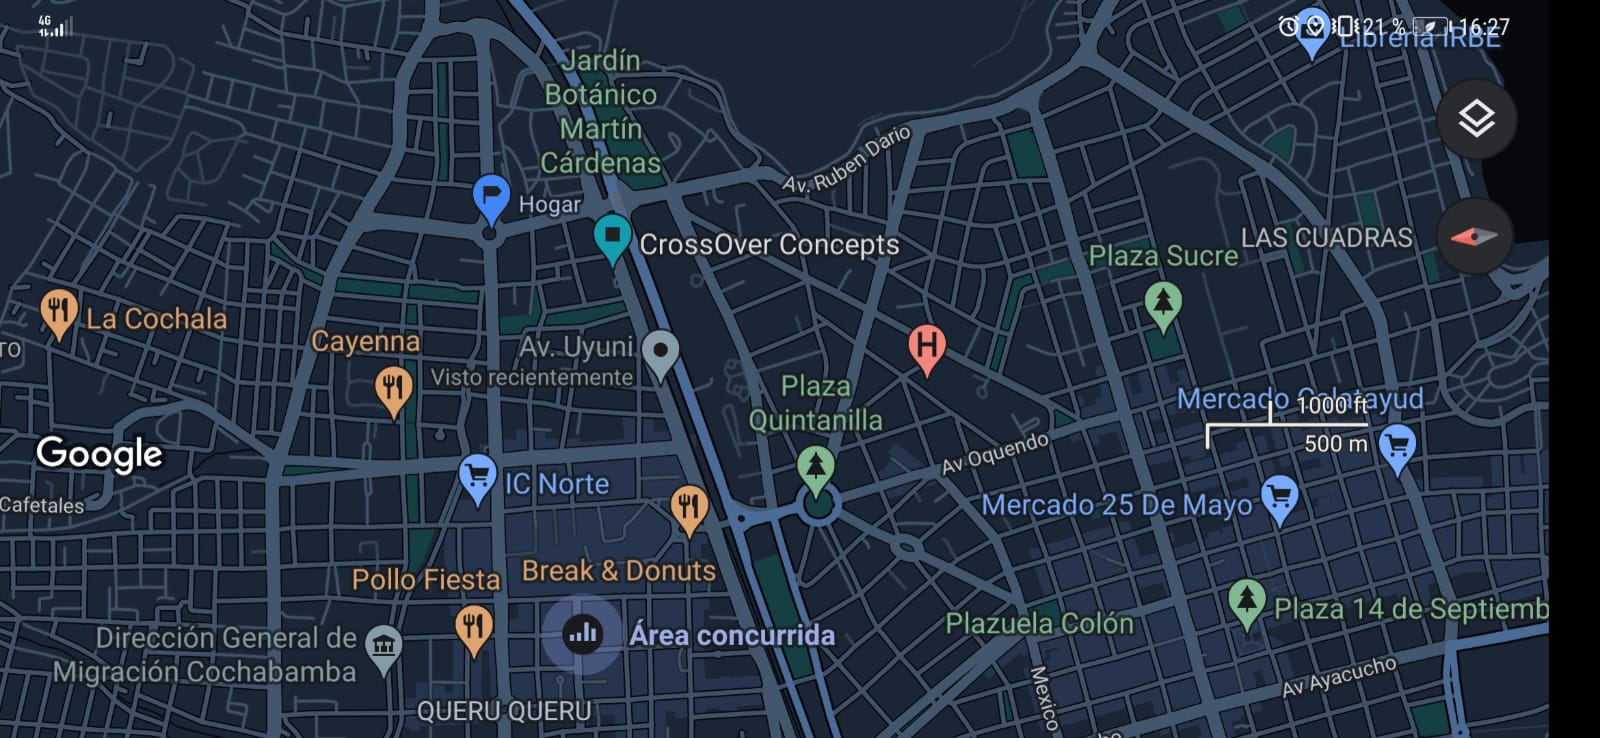 4G
21 %
16:27
Librería IRBE
Jardín
Botánico
Martín
Cárdenas
Av. Ruben Dario
Hogar
CrossOver Concepts
Plaza Sucre
LAS CUADRAS
La Cochala
TO
Cayenna
Av. Uyuni
Visto recientemente
Plaza
Quintanilla
Mercado Calatayud
1000 ft
500 m
Google
Av Oquendo
IC Norte
Cafetales
Mercado 25 De Mayo
Pollo Fiesta
Break & Donuts
Plazuela Colón
Plaza 14 de Septiemb
Dirección General de
Migración Cochabamba
Área concurrida
Av Ayacucho
Mexico
QUERU QUERU